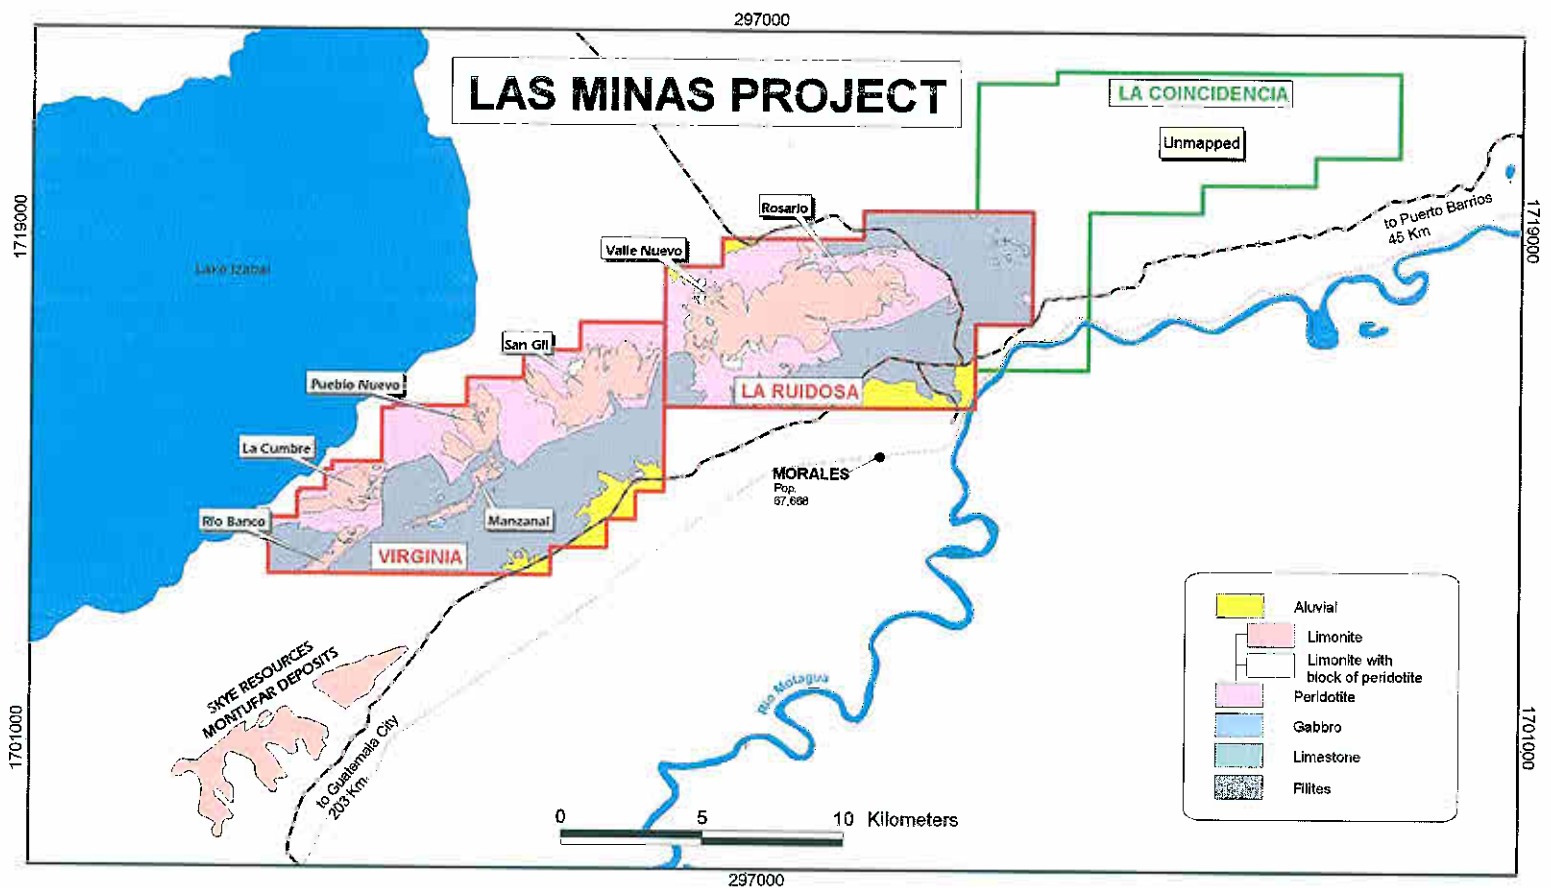 297000
LAS MINAS PROJECT
LA COINCIDENCIA
Unmapped
1719000
1719000
to Puerto Barrios
45 Km
Rosario
Valle Nuevo
Lake Izabal
San Gil
Pueblo Nuevo
LA RUIDOSA
La Cumbre
MORALES
Pop.
67,668
Rio Banco
Manzanal
VIRGINIA
SKYE RESOURCES
MONTUFAR DEPOSITS
Rio Motagua
to Guatemala City
203 Km.
1701000
1701000
Aluvial
Limonite
Limonite with
block of peridotite
Peridotite
Gabbro
Limestone
Filites
0 5 10 Kilometers
297000